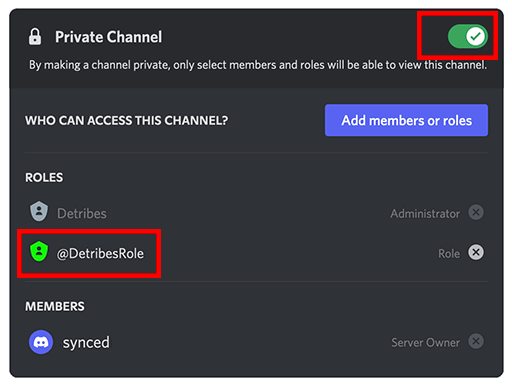 Private Channel
By making a channel private, only select members and roles will be able to view this channel.
WHO CAN ACCESS THIS CHANNEL?
Add members or roles
ROLES
Detribes
Administrator
@DetribesRole
Role
MEMBERS
synced
Server Owner